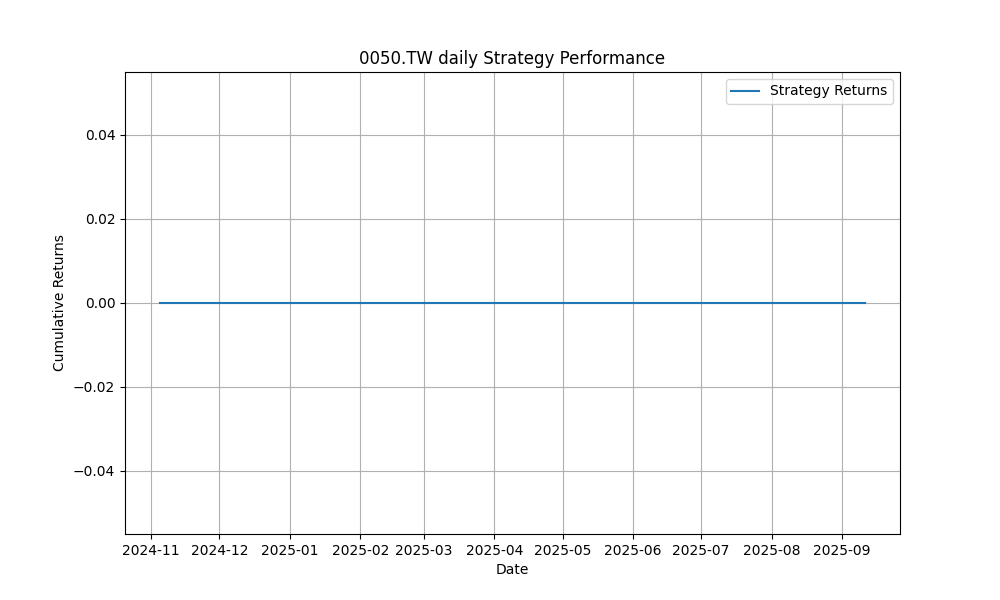 0050.TW daily Strategy Performance
Strategy Returns
0.04
0.02
0.00
−0.02
−0.04
Cumulative Returns
2024-11 2024-12 2025-01 2025-02 2025-03 2025-04 2025-05 2025-06 2025-07 2025-08 2025-09
Date